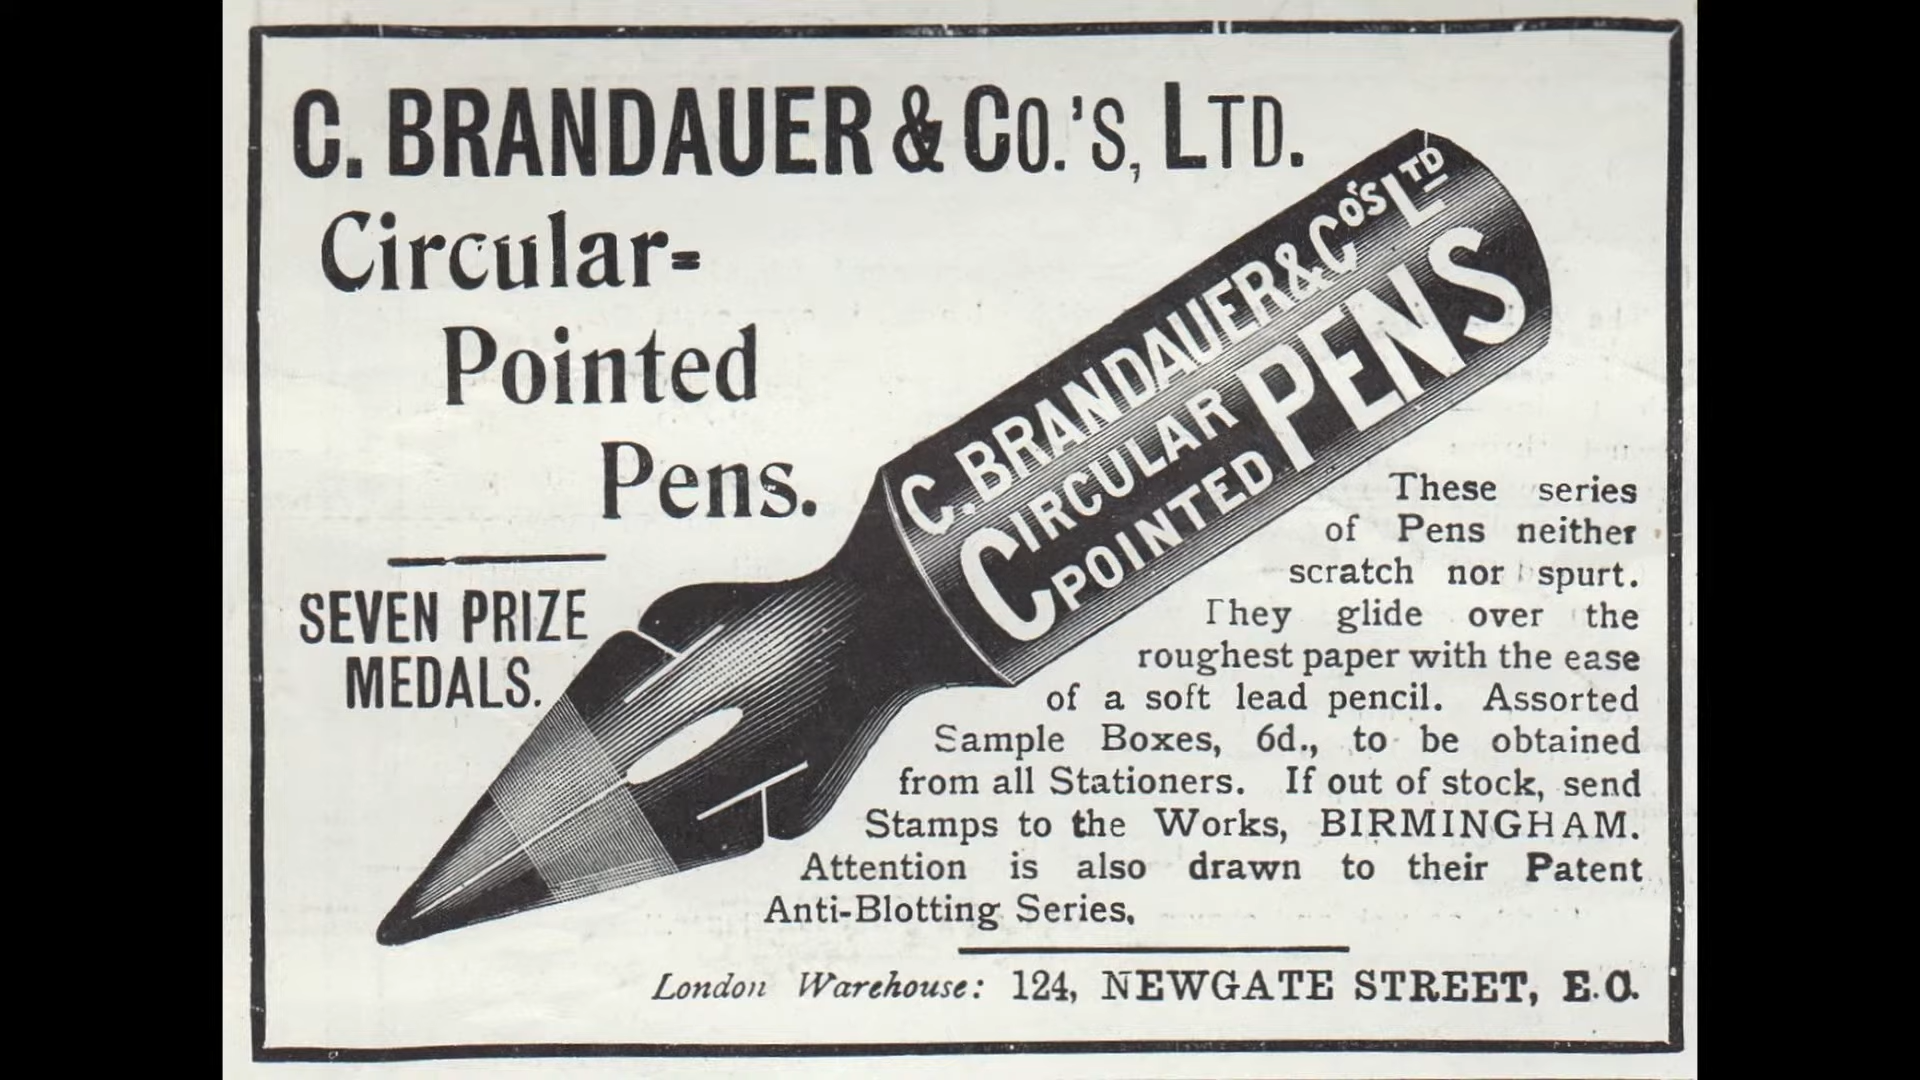 C. BRANDAUER & CO.'S, LTD.
Circular-
Pointed
Pens.
SEVEN PRIZE
MEDALS.
C. BRANDAUER & CO'S LTD
CIRCULAR
POINTED
PENS
These series
of Pens neither
scratch nor spurt.
They glide over the
roughest paper with the ease
of a soft lead pencil. Assorted
Sample Boxes, 6d., to be obtained
from all Stationers. If out of stock, send
Stamps to the Works, BIRMINGHAM.
Attention is also drawn to their Patent
Anti-Blotting Series.
London Warehouse: 124, NEWGATE STREET, E.C.